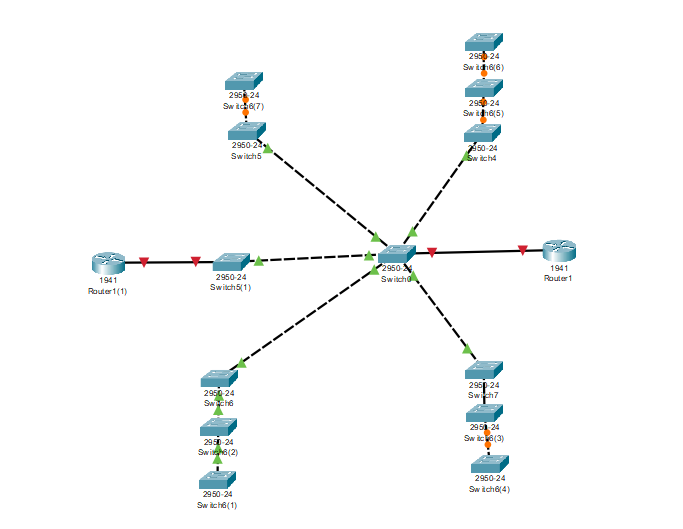 2950-24
Switch6(6)
2950-24
Switch6(5)
2950-24
Switch4
2950-24
Switch6(7)
2950-24
Switch5
1941
Router1(1)
2950-24
Switch5(1)
2950-24
Switch0
1941
Router1
2950-24
Switch6
2950-24
Switch6(2)
2950-24
Switch6(1)
2950-24
Switch7
2950-24
Switch6(3)
2950-24
Switch6(4)